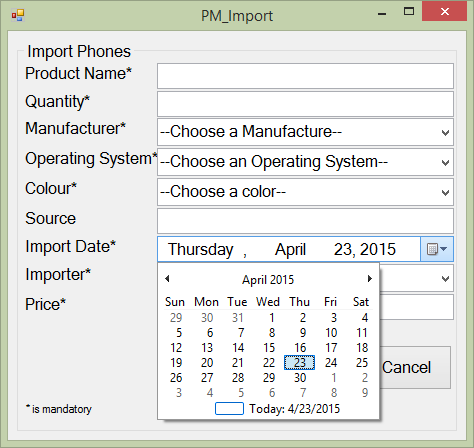 PM_Import
Import Phones
Product Name*
Quantity*
Manufacturer* --Choose a Manufacture--
Operating System* --Choose an Operating System--
Colour* --Choose a color--
Source
Import Date* Thursday , April 23, 2015
Importer*
Price*
April 2015
Sun Mon Tue Wed Thu Fri Sat
29 30 31 1 2 3 4
5 6 7 8 9 10 11
12 13 14 15 16 17 18
19 20 21 22 23 24 25
26 27 28 29 30 1 2
3 4 5 6 7 8 9
Today: 4/23/2015
Cancel
* is mandatory